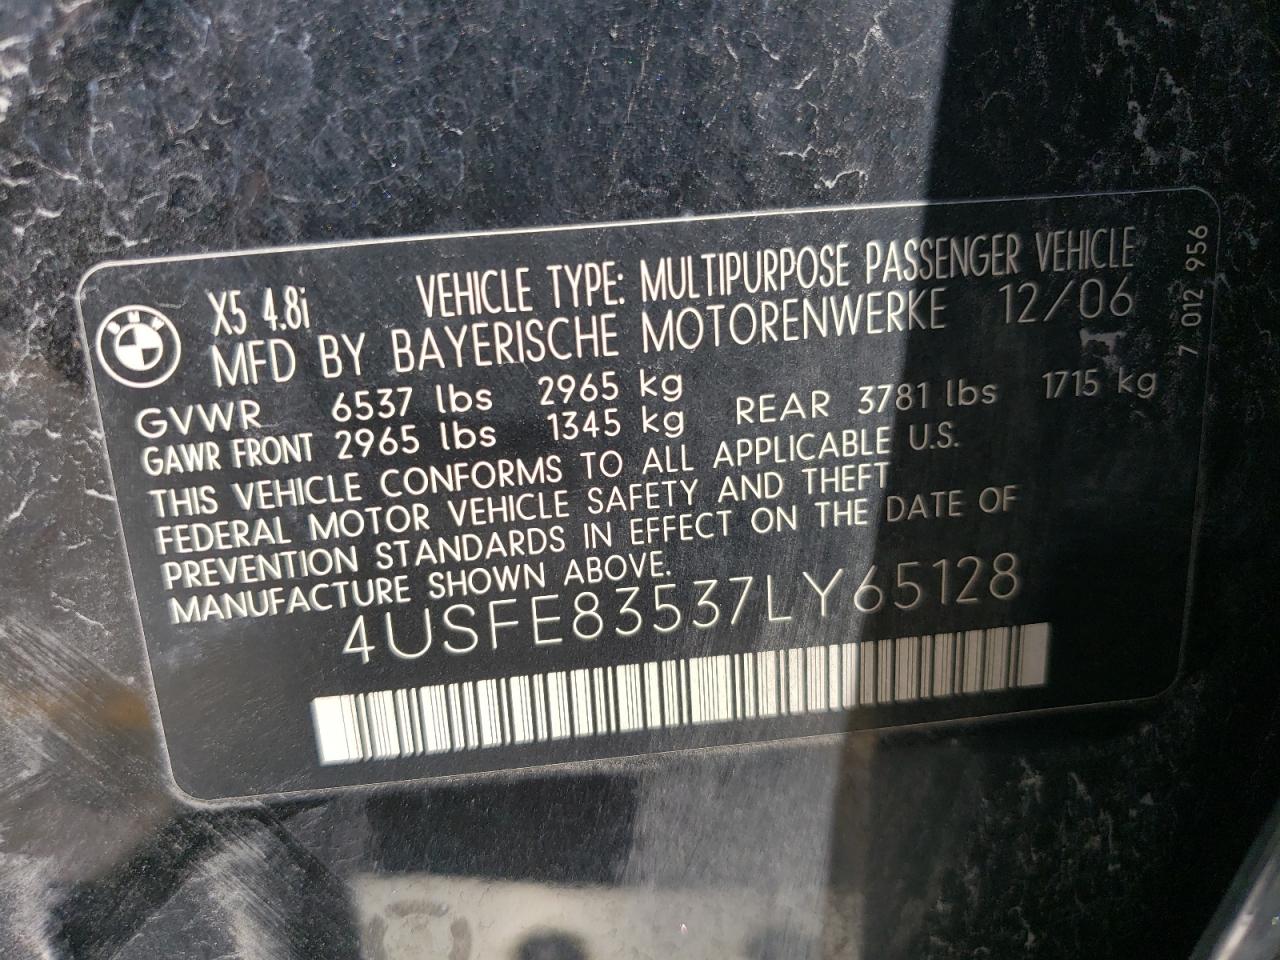 BMW
X5 4.8i VEHICLE TYPE: MULTIPURPOSE PASSENGER VEHICLE
MFD BY BAYERISCHE MOTORENWERKE 12/06
GVWR 6537 lbs 2965 kg
GAWR FRONT 2965 lbs 1345 kg REAR 3781 lbs 1715 kg
THIS VEHICLE CONFORMS TO ALL APPLICABLE U.S.
FEDERAL MOTOR VEHICLE SAFETY AND THEFT
PREVENTION STANDARDS IN EFFECT ON THE DATE OF
MANUFACTURE SHOWN ABOVE.
4USFE83537LY65128
7 012 956